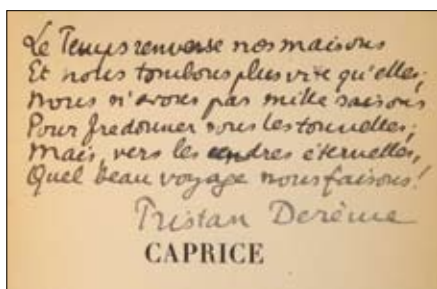 Le Temps renverse nos maisons
Et nous tombons plus vite qu'elles;
Nous n'avons pas mille saisons
Pour fredonner sous les tonnelles;
Mais, vers les cendres éternelles,
Quel beau voyage nous faisons!
Tristan Derème
CAPRICE